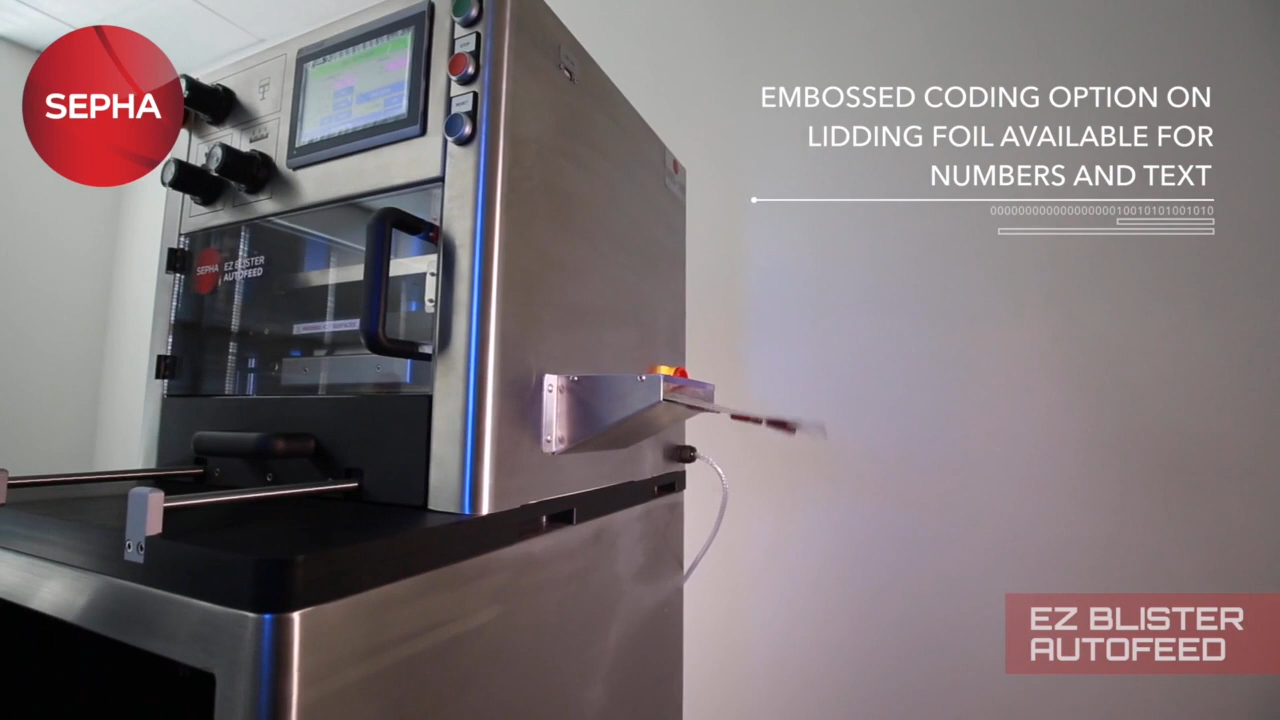 SEPHA
EMBOSSED CODING OPTION ON
LIDDING FOIL AVAILABLE FOR
NUMBERS AND TEXT
00000000000000000010010101001010
SEPHA
EZ BLISTER
AUTOFEED
EZ BLISTER
AUTOFEED